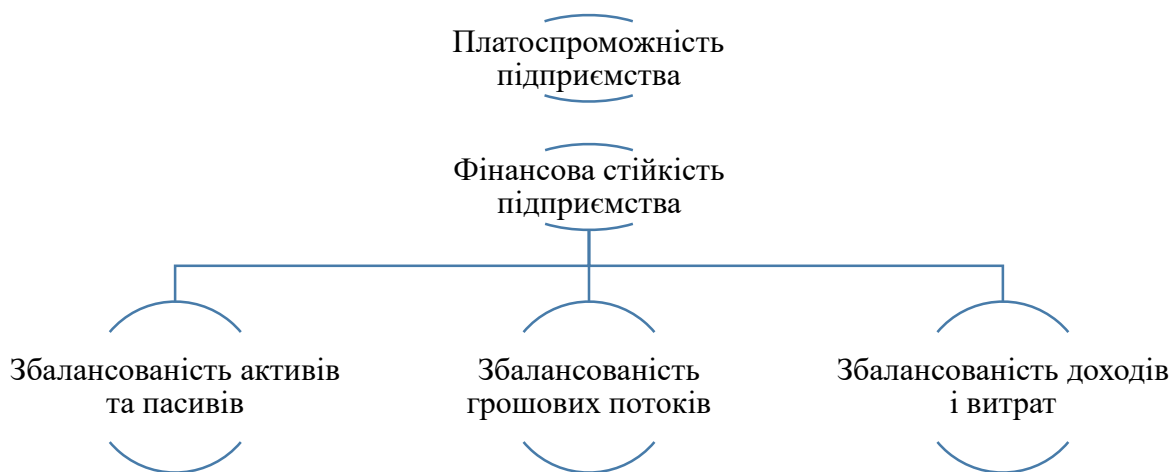 Платоспроможність
підприємства
Фінансова стійкість
підприємства
Збалансованість активів
та пасивів
Збалансованість
грошових потоків
Збалансованість доходів
і витрат